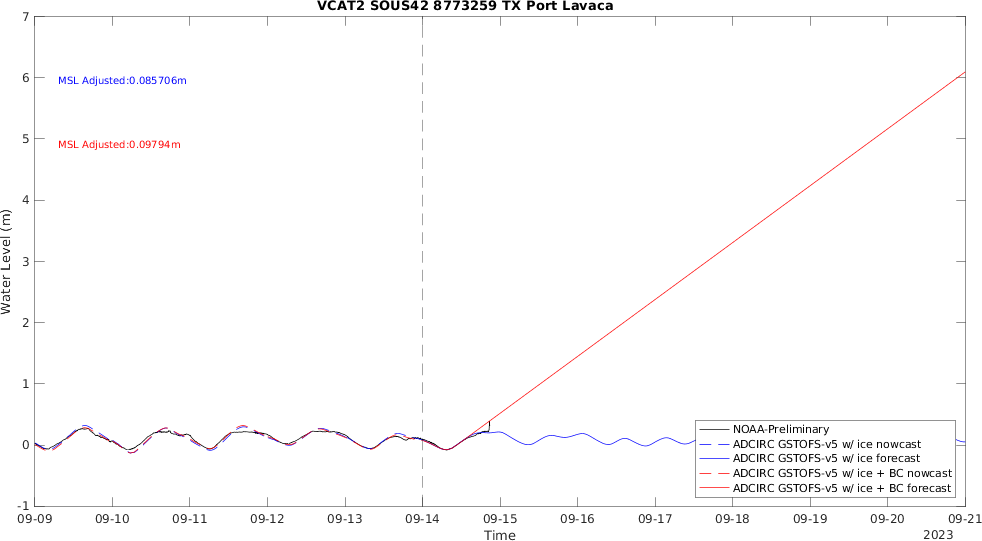 VCAT2 SOUS42 8773259 TX Port Lavaca
7
6
5
4
3
2
1
0
-1
Water Level (m)
MSL Adjusted:0.085706m
MSL Adjusted:0.09794m
NOAA-Preliminary
ADCIRC GSTOFS-v5 w/ ice nowcast
ADCIRC GSTOFS-v5 w/ ice forecast
ADCIRC GSTOFS-v5 w/ ice + BC nowcast
ADCIRC GSTOFS-v5 w/ ice + BC forecast
09-09 09-10 09-11 09-12 09-13 09-14 09-15 09-16 09-17 09-18 09-19 09-20 09-21
Time
2023